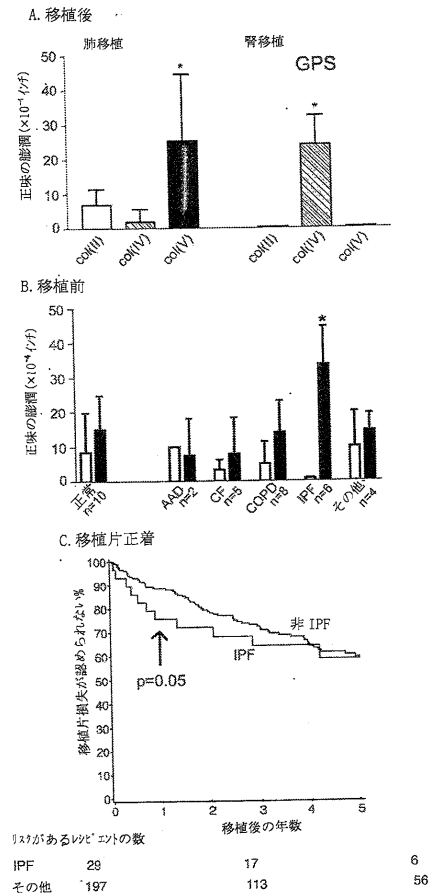 A.移植後
肺移植
腎移植
GPS
正味の膨潤(×10⁻⁴インチ)
50
40
30
20
10
0
*
*
col(II)
col(IV)
col(V)
col(II)
col(IV)
col(V)
B.移植前
正味の膨潤(×10⁻⁴インチ)
50
40
30
20
10
0
*
正常
n=10
AAD
n=2
CF
n=5
COPD
n=8
IPF
n=6
その他
n=4
C.移植片正着
移植片損失が認められない%
100
90
80
70
60
50
40
30
20
10
0
非 IPF
IPF
p=0.05
0
1
2
3
4
5
移植後の年数
リスクがあるレシピエントの数
IPF 29 17 6
その他 197 113 56